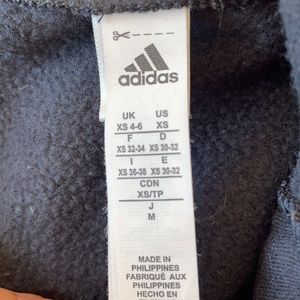 adidas
UK US
XS 4-6 XS
F D
XS 32-34 XS 30-32
I E
XS 36-38 XS 30-32
CDN
XS/TP
J
M
MADE IN
PHILIPPINES
FABRIQUÉ AUX
PHILIPPINES
HECHO EN